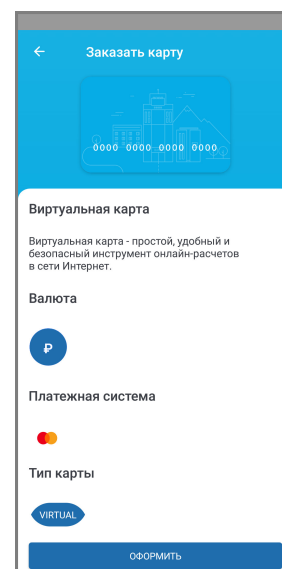 Заказать карту
0000 0000 0000 0000
Виртуальная карта
Виртуальная карта - простой, удобный и
безопасный инструмент онлайн-расчетов
в сети Интернет.
Валюта
₽
Платежная система
Тип карты
VIRTUAL
ОФОРМИТЬ